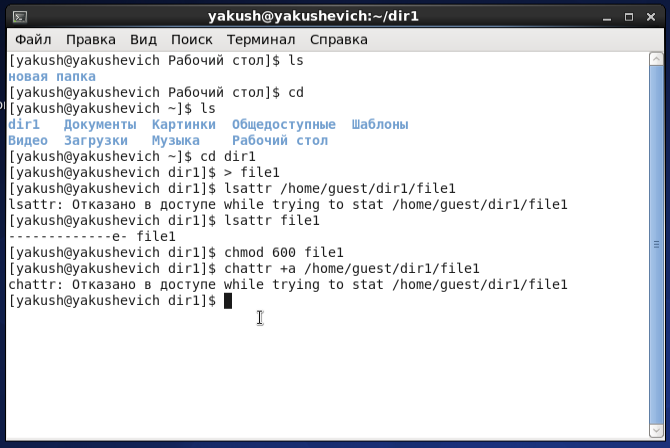 yakush@yakushevich:~/dir1
Файл Правка Вид Поиск Терминал Справка
[yakush@yakushevich Рабочий стол]$ ls
новая папка
[yakush@yakushevich Рабочий стол]$ cd
[yakush@yakushevich ~]$ ls
dir1 Документы Картинки Общедоступные Шаблоны
Видео Загрузки Музыка Рабочий стол
[yakush@yakushevich ~]$ cd dir1
[yakush@yakushevich dir1]$ > file1
[yakush@yakushevich dir1]$ lsattr /home/guest/dir1/file1
lsattr: Отказано в доступе while trying to stat /home/guest/dir1/file1
[yakush@yakushevich dir1]$ lsattr file1
-------------e- file1
[yakush@yakushevich dir1]$ chmod 600 file1
[yakush@yakushevich dir1]$ chattr +a /home/guest/dir1/file1
chattr: Отказано в доступе while trying to stat /home/guest/dir1/file1
[yakush@yakushevich dir1]$